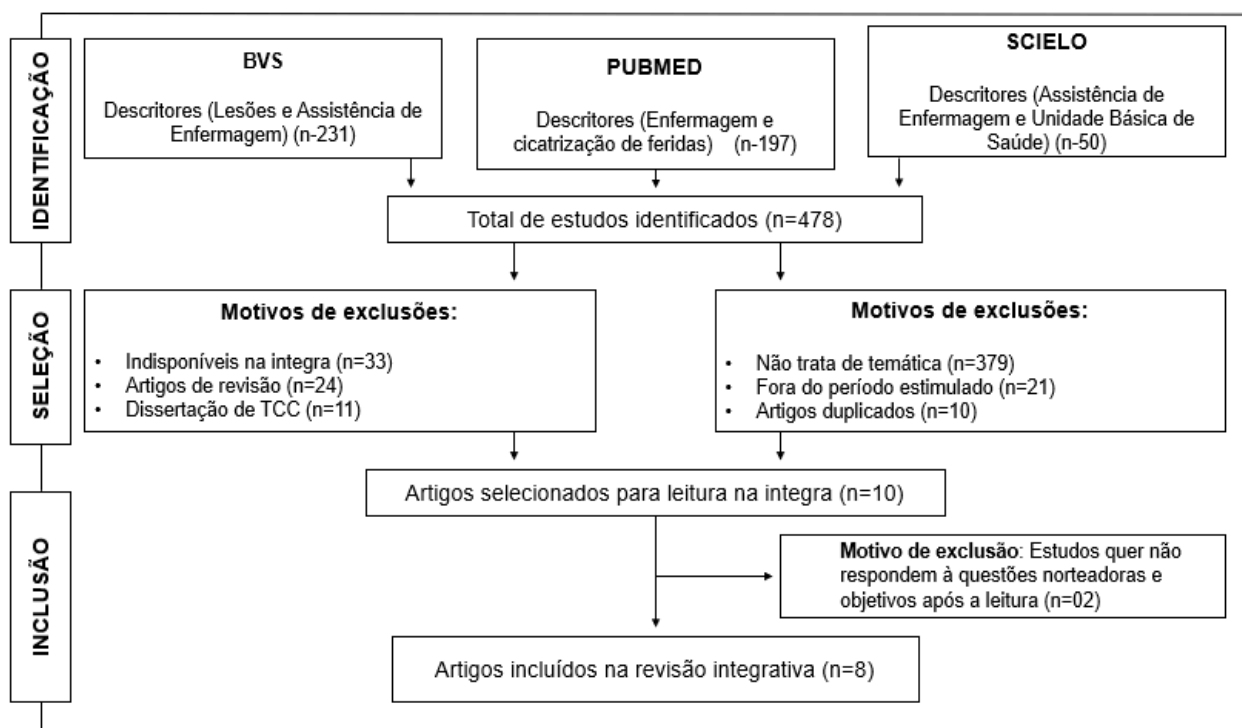 IDENTIFICAÇÃO
BVS
Descritores (Lesões e Assistência de
Enfermagem) (n-231)
PUBMED
Descritores (Enfermagem e
cicatrização de feridas) (n-197)
SCIELO
Descritores (Assistência de
Enfermagem e Unidade Básica de
Saúde) (n-50)
Total de estudos identificados (n=478)
SELEÇÃO
Motivos de exclusões:
• Indisponíveis na integra (n=33)
• Artigos de revisão (n=24)
• Dissertação de TCC (n=11)
Motivos de exclusões:
• Não trata de temática (n=379)
• Fora do período estimulado (n=21)
• Artigos duplicados (n=10)
Artigos selecionados para leitura na integra (n=10)
INCLUSÃO
Motivo de exclusão: Estudos quer não
respondem à questões norteadoras e
objetivos após a leitura (n=02)
Artigos incluídos na revisão integrativa (n=8)